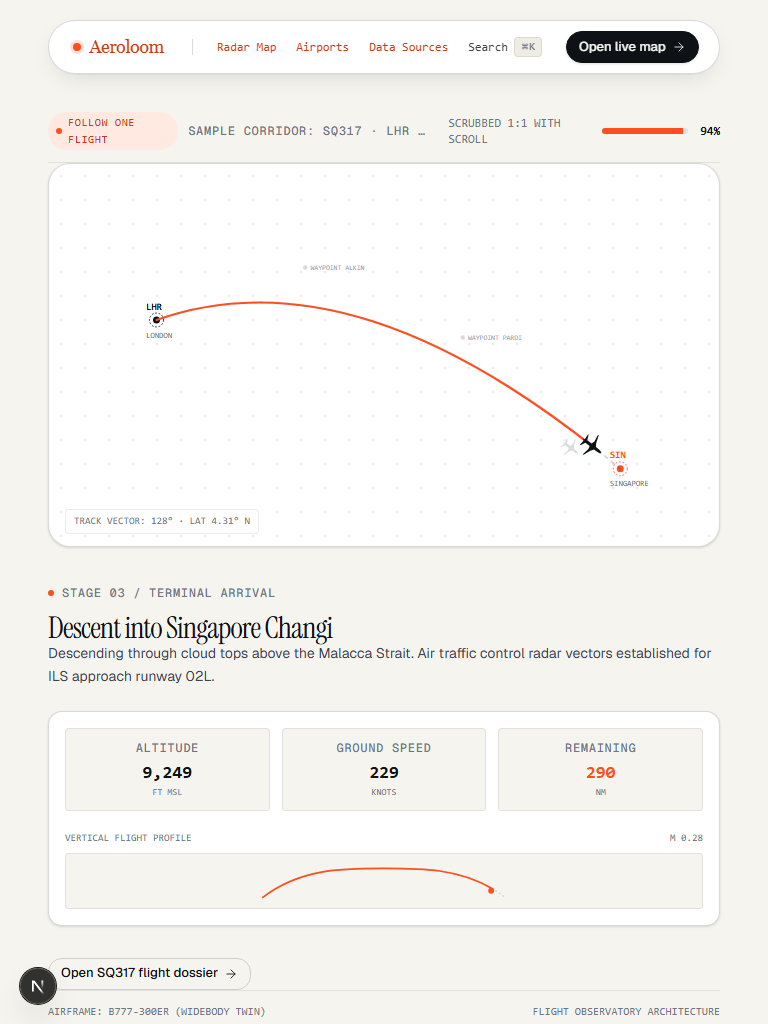 Aeroloom
Radar Map
Airports
Data Sources
Search ⌘K
Open live map →
FOLLOW ONE
FLIGHT
SAMPLE CORRIDOR: SQ317 · LHR …
SCRUBBED 1:1 WITH
SCROLL
94%
WAYPOINT ALKIN
LHR
LONDON
WAYPOINT PARDI
SIN
SINGAPORE
TRACK VECTOR: 128° · LAT 4.31° N
STAGE 03 / TERMINAL ARRIVAL
Descent into Singapore Changi
Descending through cloud tops above the Malacca Strait. Air traffic control radar vectors established for
ILS approach runway 02L.
ALTITUDE
9,249
FT MSL
GROUND SPEED
229
KNOTS
REMAINING
290
NM
VERTICAL FLIGHT PROFILE
M 0.28
Open SQ317 flight dossier →
N
AIRFRAME: B777-300ER (WIDEBODY TWIN)
FLIGHT OBSERVATORY ARCHITECTURE